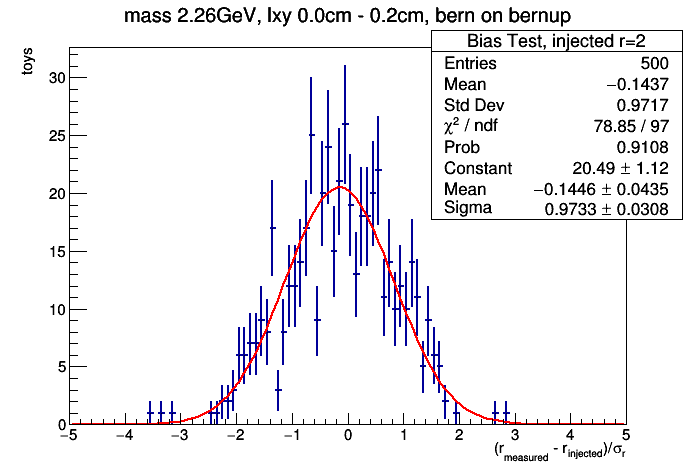 mass 2.26GeV, lxy 0.0cm - 0.2cm, bern on bernup
toys
Bias Test, injected r=2
Entries 500
Mean −0.1437
Std Dev 0.9717
χ² / ndf 78.85 / 97
Prob 0.9108
Constant 20.49 ± 1.12
Mean −0.1446 ± 0.0435
Sigma 0.9733 ± 0.0308
30
25
20
15
10
5
0
−5 −4 −3 −2 −1 0 1 2 3 4 5
(r_measured - r_injected)/σ_r